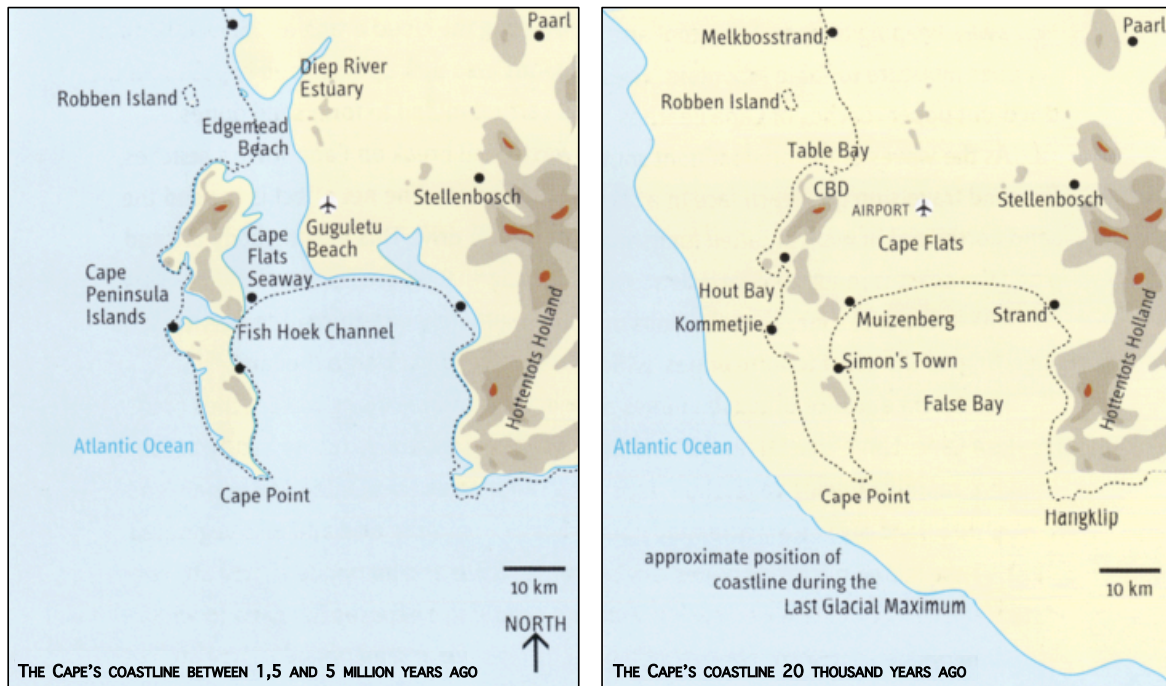 Paarl
Diep River
Estuary
Robben Island
Edgemead
Beach
Stellenbosch
Guguletu
Beach
Cape
Flats
Seaway
Cape
Peninsula
Islands
Fish Hoek Channel
Hottentots Holland
Atlantic Ocean
Cape Point
10 km
NORTH
THE CAPE'S COASTLINE BETWEEN 1,5 AND 5 MILLION YEARS AGO
Paarl
Melkbosstrand
Robben Island
Table Bay
CBD
AIRPORT
Stellenbosch
Cape Flats
Hout Bay
Kommetjie
Muizenberg
Strand
Simon's Town
Hottentots Holland
False Bay
Atlantic Ocean
Cape Point
Hangklip
approximate position of
coastline during the
Last Glacial Maximum
10 km
THE CAPE'S COASTLINE 20 THOUSAND YEARS AGO